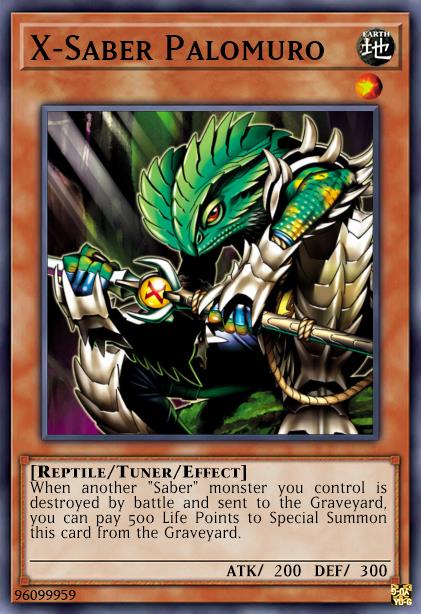 X-Saber Palomuro
EARTH
地
[Reptile/Tuner/Effect]
When another "Saber" monster you control is
destroyed by battle and sent to the Graveyard,
you can pay 500 Life Points to Special Summon
this card from the Graveyard.
ATK/ 200 DEF/ 300
96099959